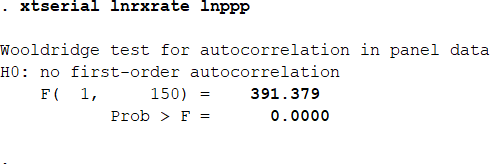 . xtserial lnrxrate lnppp
Wooldridge test for autocorrelation in panel data
H0: no first-order autocorrelation
F( 1, 150) = 391.379
Prob > F = 0.0000
.